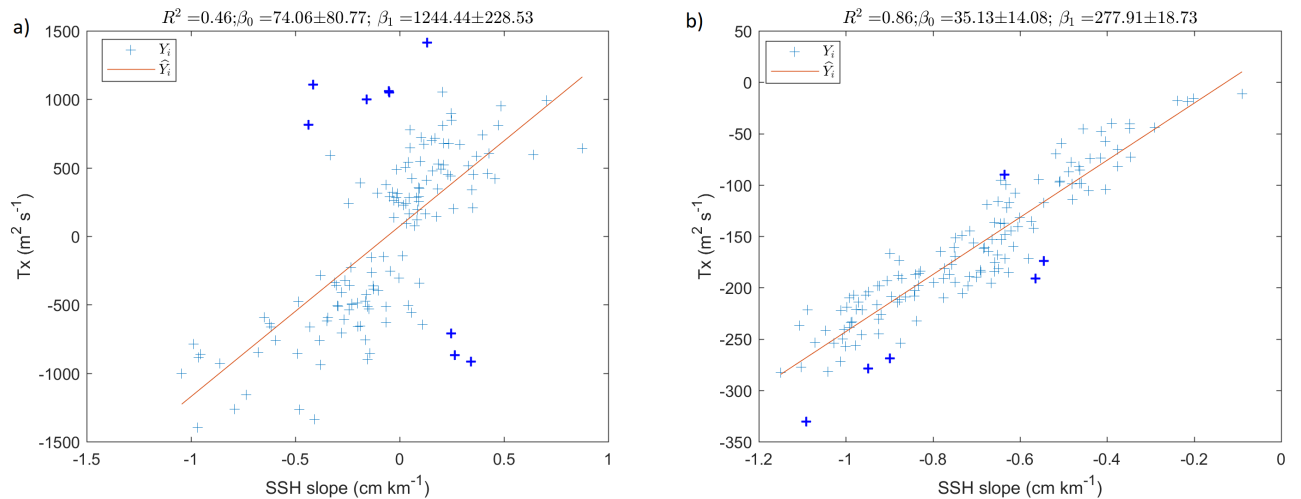 a)
R² =0.46;β₀ =74.06±80.77; β₁ =1244.44±228.53
1500
1000
500
0
-500
-1000
-1500
Tx (m² s⁻¹)
Yᵢ
Ŷᵢ
-1.5 -1 -0.5 0 0.5 1
SSH slope (cm km⁻¹)
b)
R² =0.86;β₀ =35.13±14.08; β₁ =277.91±18.73
50
0
-50
-100
-150
-200
-250
-300
-350
Tx (m² s⁻¹)
Yᵢ
Ŷᵢ
-1.2 -1 -0.8 -0.6 -0.4 -0.2 0
SSH slope (cm km⁻¹)